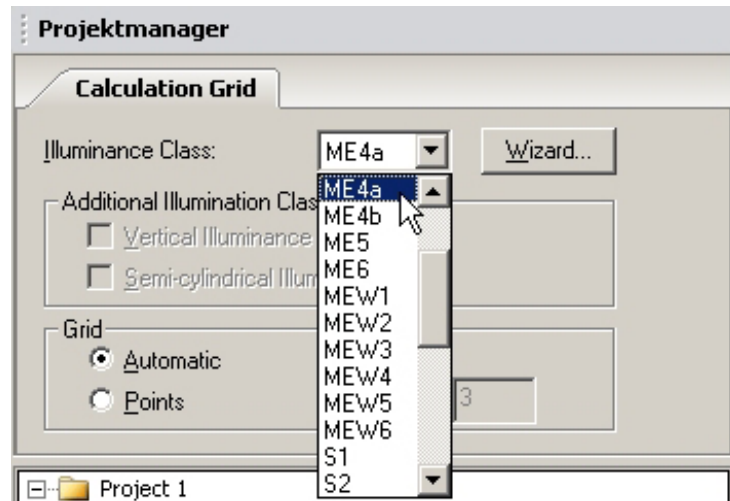 Projektmanager
Calculation Grid
Illuminance Class:
ME4a
Wizard...
ME4a
ME4b
ME5
ME6
MEW1
MEW2
MEW3
MEW4
MEW5
MEW6
S1
S2
Additional Illumination Clas
Vertical Illuminance
Semi-cylindrical Illum
Grid
Automatic
Points
3
Project 1